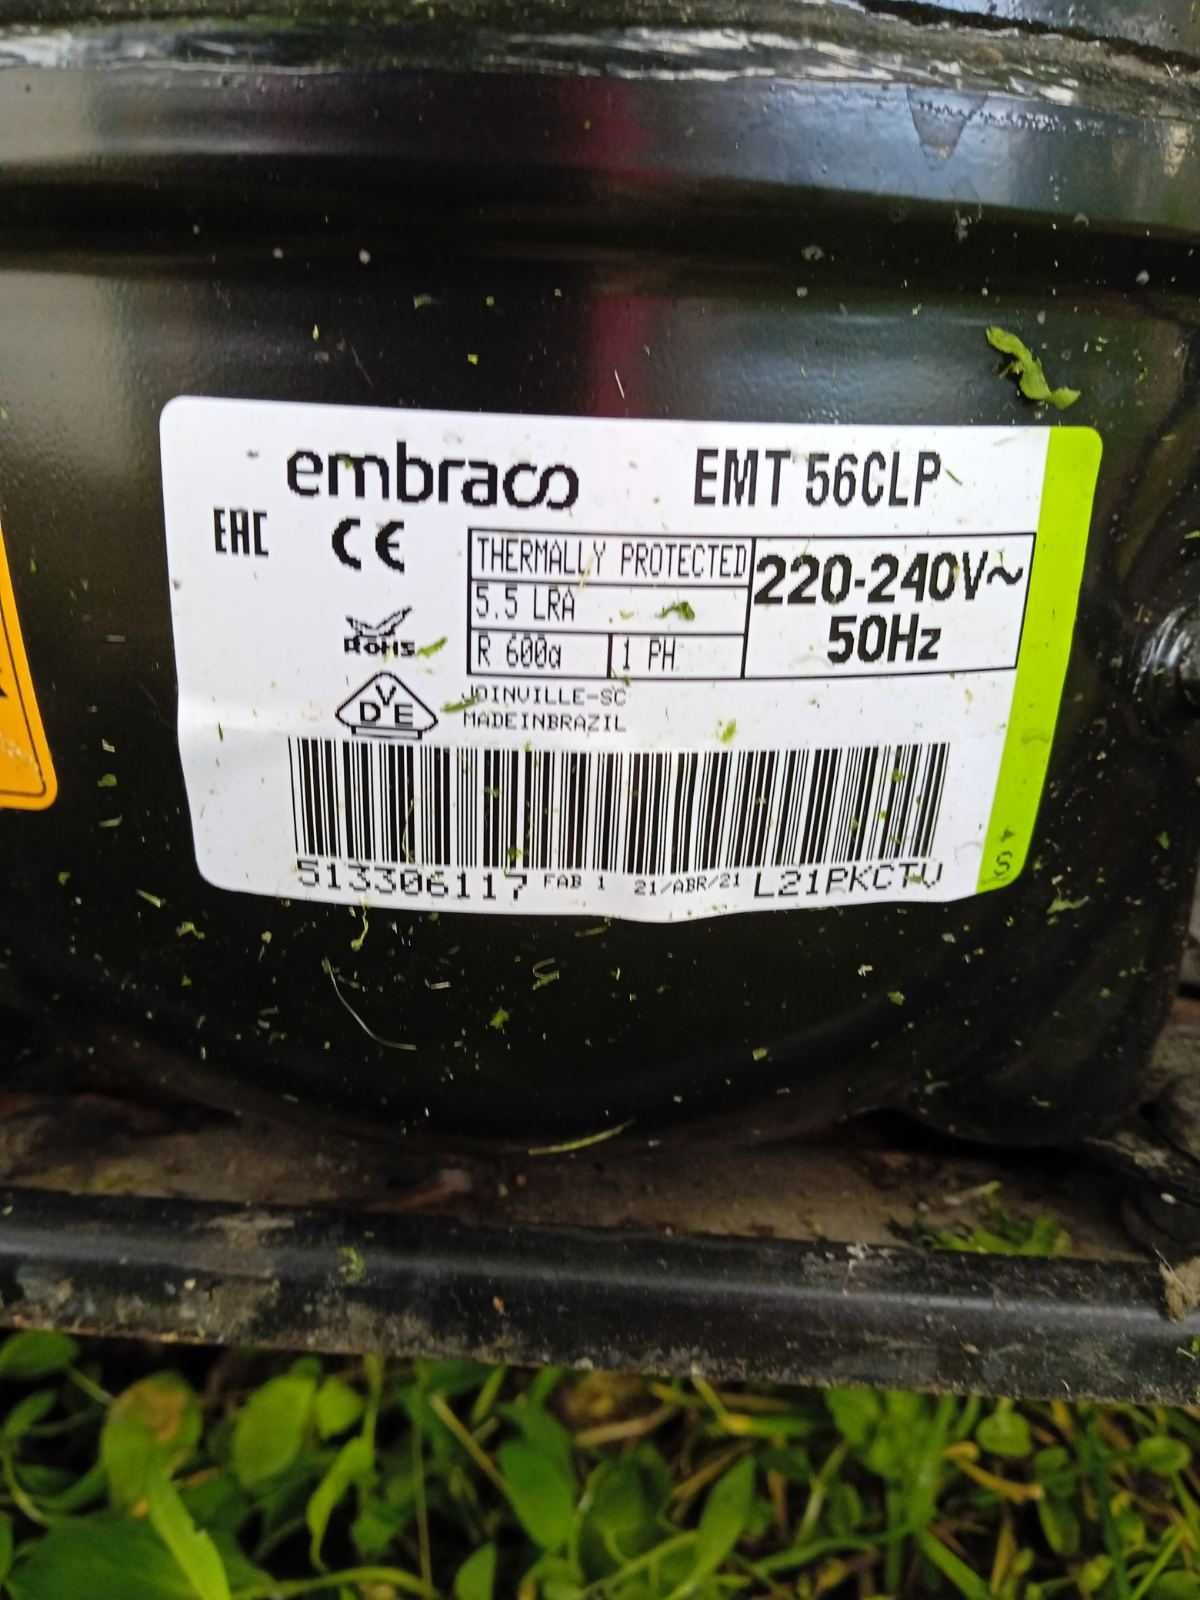 embraco EMT 56CLP
EAC CE
THERMALLY PROTECTED
5.5 LRA
R 600a 1 PH
220-240V~
50Hz
RoHS
VDE
JOINVILLE-SC
MADEINBRAZIL
4 S
513306117 FAB 1 21/ABR/21